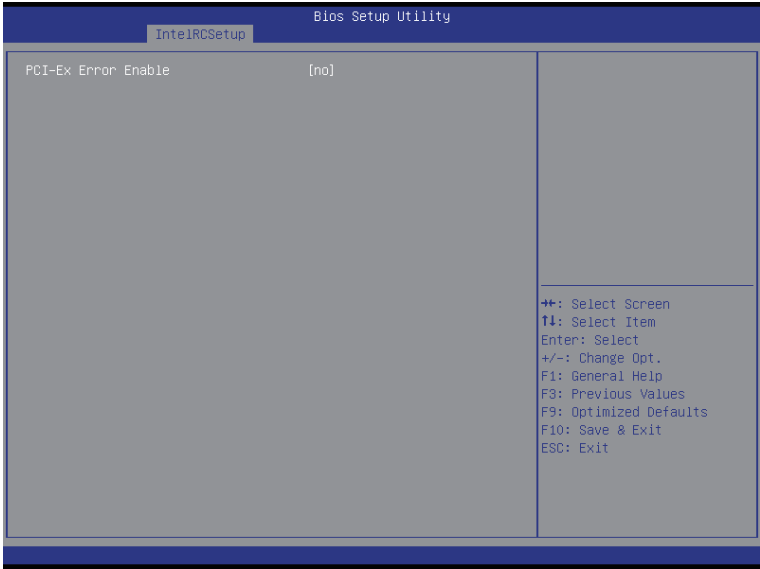 Bios Setup Utility
IntelRCSetup
PCI-Ex Error Enable [no]
→←: Select Screen
↑↓: Select Item
Enter: Select
+/-: Change Opt.
F1: General Help
F3: Previous Values
F9: Optimized Defaults
F10: Save & Exit
ESC: Exit